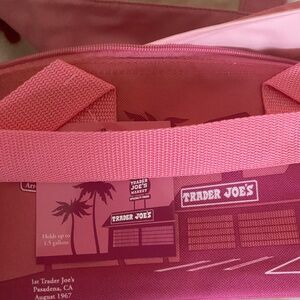 TRADER
JOE'S
MARKET
TRADER JOE'S
TRADER JOE'S
Holds up to
1.5 gallons
1st Trader Joe's
Pasadena, CA
August 1967